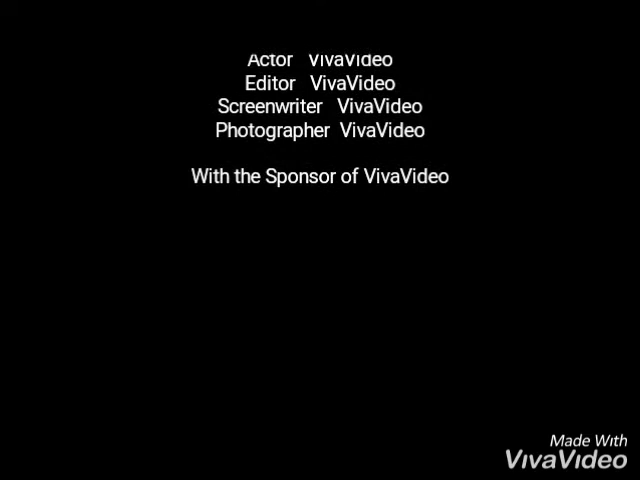 Actor VivaVideo
Editor VivaVideo
Screenwriter VivaVideo
Photographer VivaVideo
With the Sponsor of VivaVideo
Made With
VivaVideo